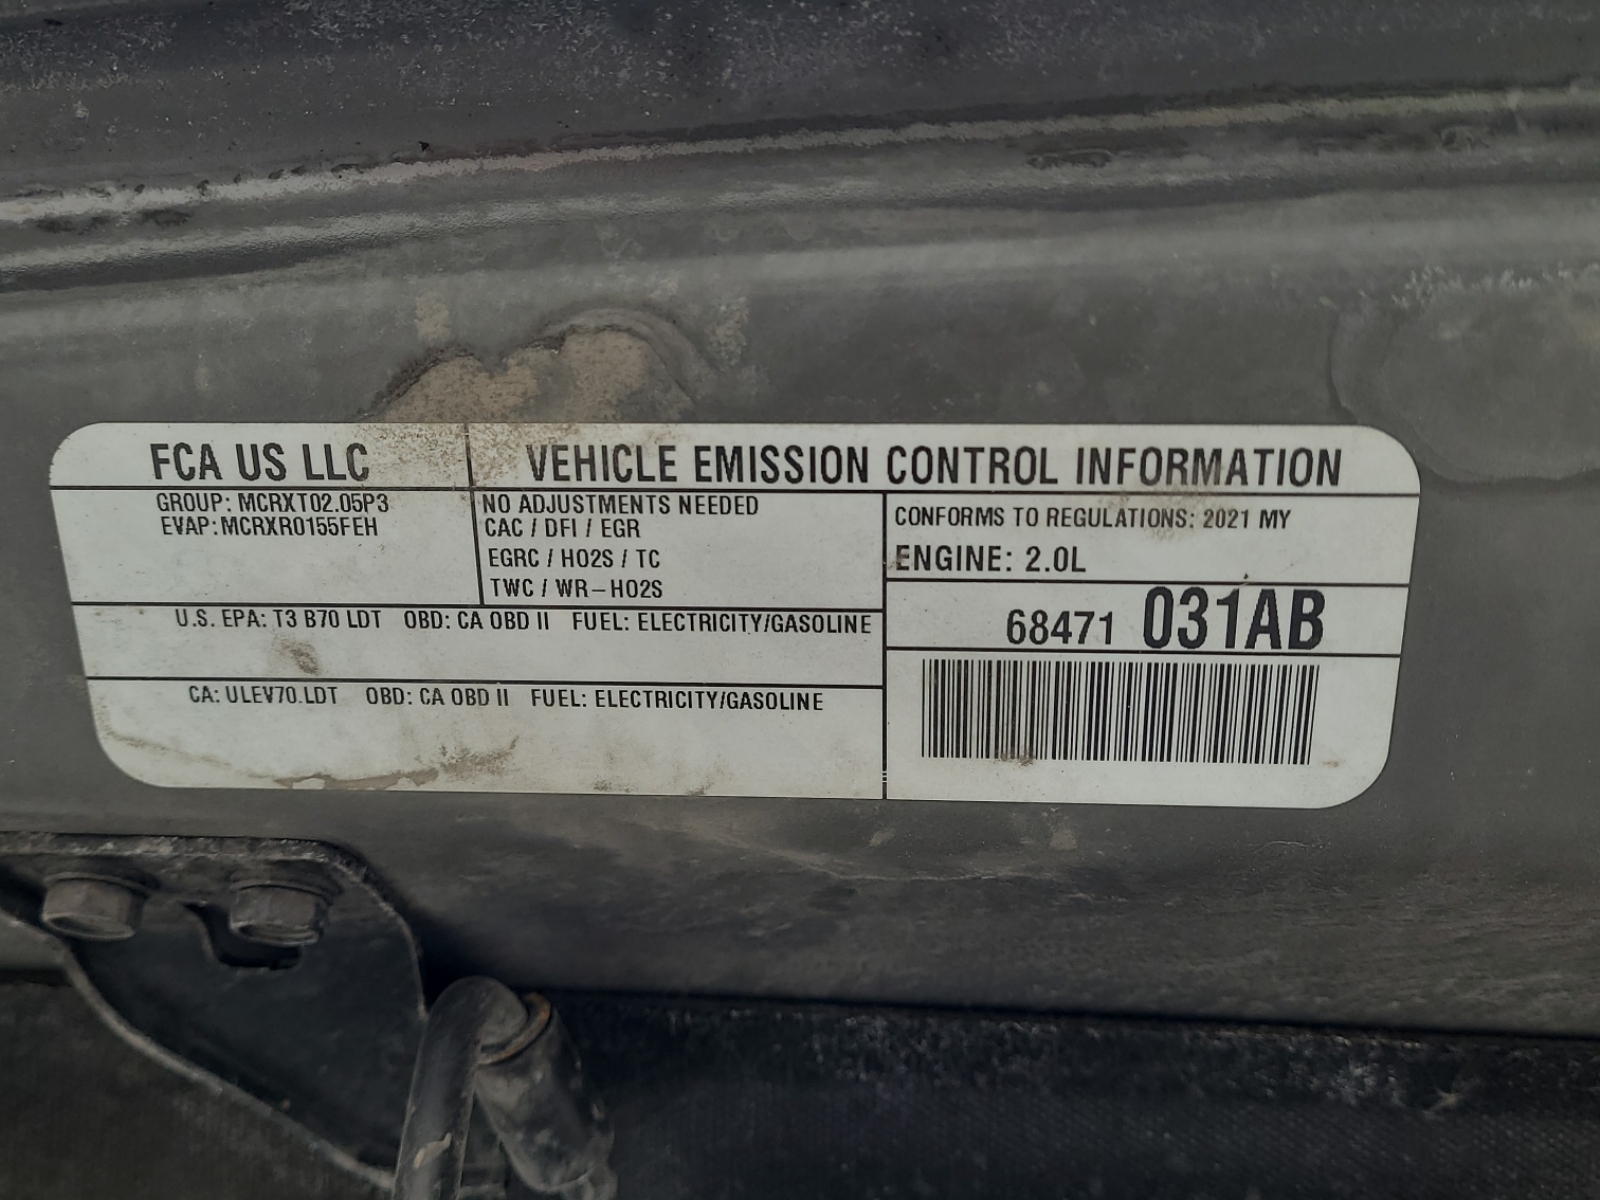 FCA US LLC
VEHICLE EMISSION CONTROL INFORMATION
GROUP: MCRXT02.05P3
EVAP: MCRXR0155FEH
NO ADJUSTMENTS NEEDED
CAC / DFI / EGR
EGRC / HO2S / TC
TWC / WR-HO2S
CONFORMS TO REGULATIONS: 2021 MY
ENGINE: 2.0L
U.S. EPA: T3 B70 LDT OBD: CA OBD II FUEL: ELECTRICITY/GASOLINE
68471 031AB
CA: ULEV70 LDT OBD: CA OBD II FUEL: ELECTRICITY/GASOLINE